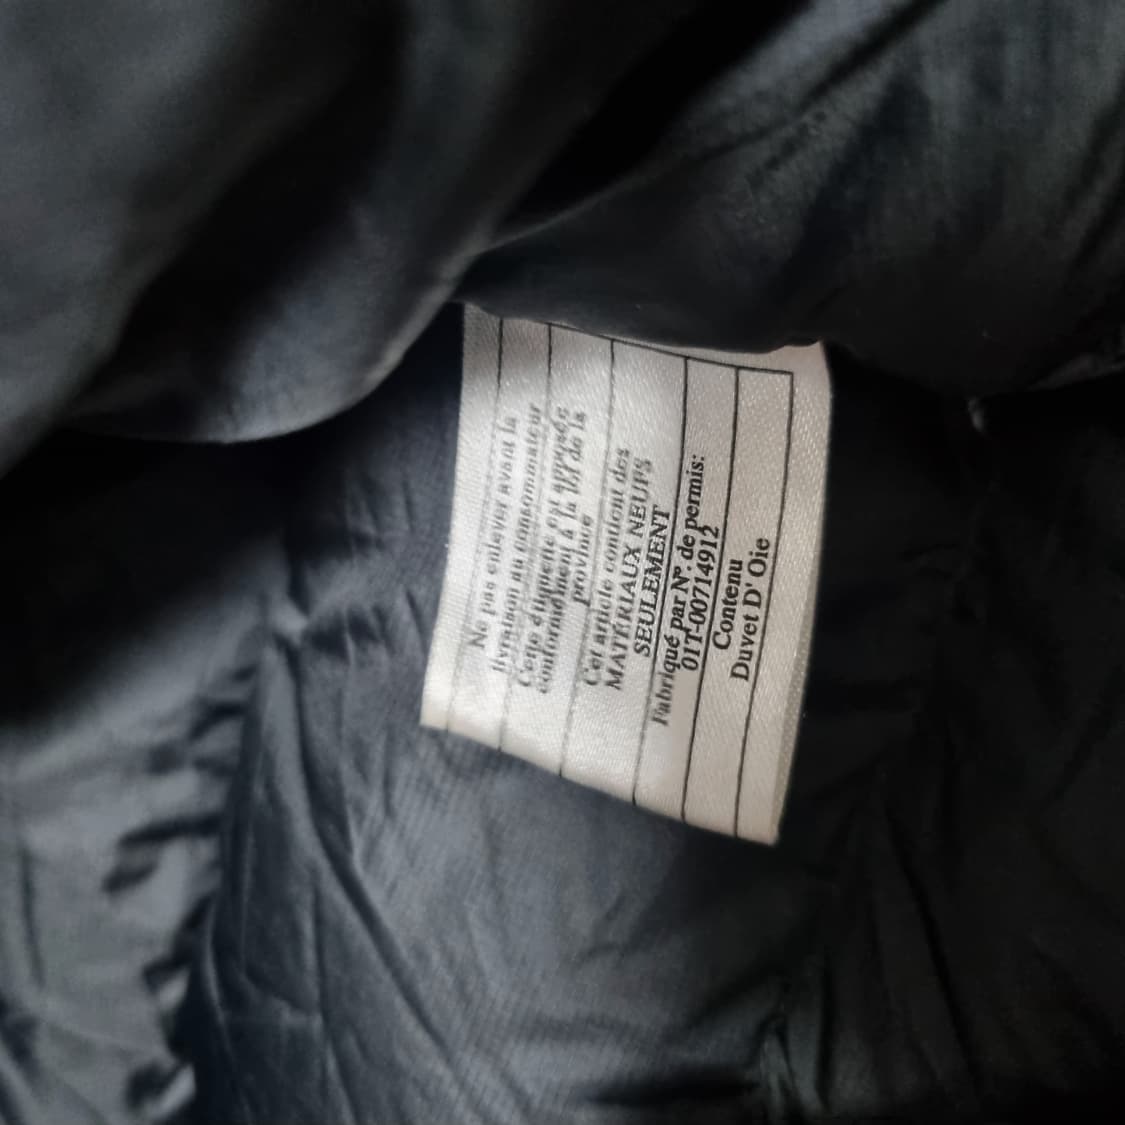 Ne pas enlever avant la
livraison au consommateur
Cette étiquette est apposée
conformément à la loi de la
province
Cet article contient des
MATÉRIAUX NEUFS
SEULEMENT
Fabriqué par N°. de permis:
01T-00714912
Contenu
Duvet D' Oie